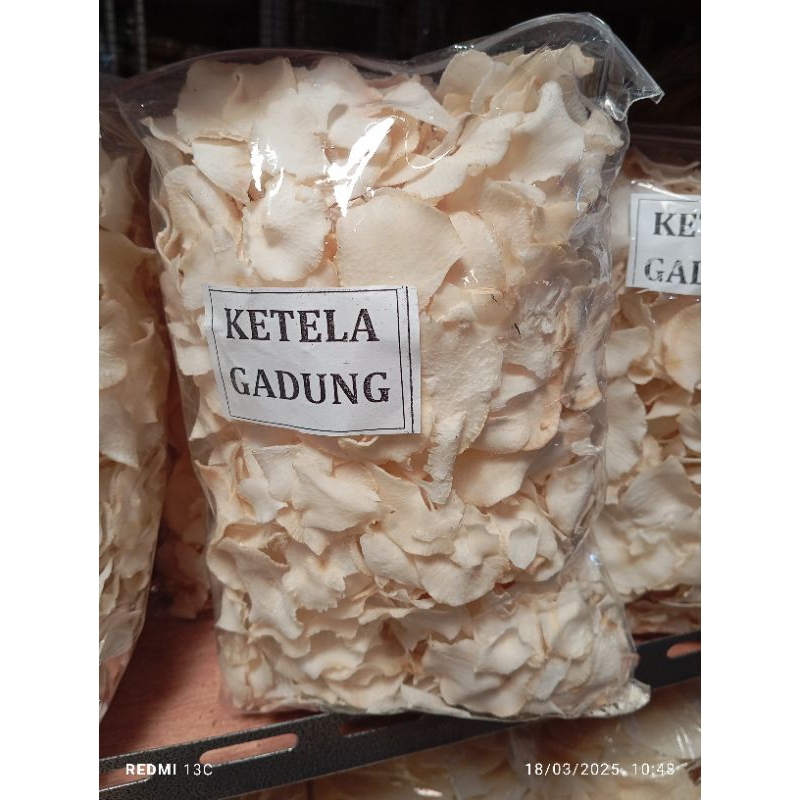 KETELA
GADUNG
KE
GAD
REDMI 13C
18/03/2025 10:48